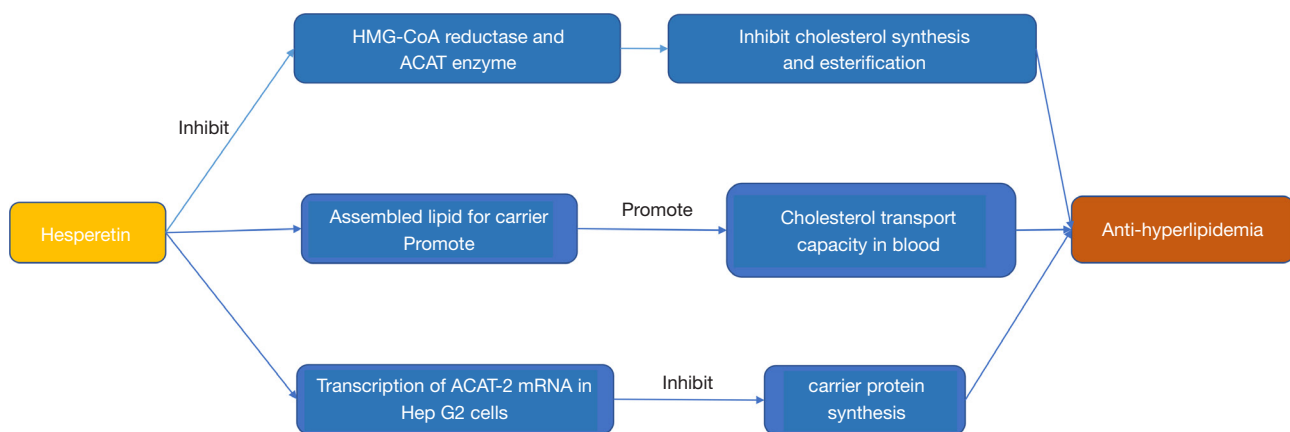 HMG-CoA reductase and
ACAT enzyme
Inhibit cholesterol synthesis
and esterification
Inhibit
Hesperetin
Assembled lipid for carrier
Promote
Promote
Cholesterol transport
capacity in blood
Anti-hyperlipidemia
Transcription of ACAT-2 mRNA in
Hep G2 cells
Inhibit
carrier protein
synthesis